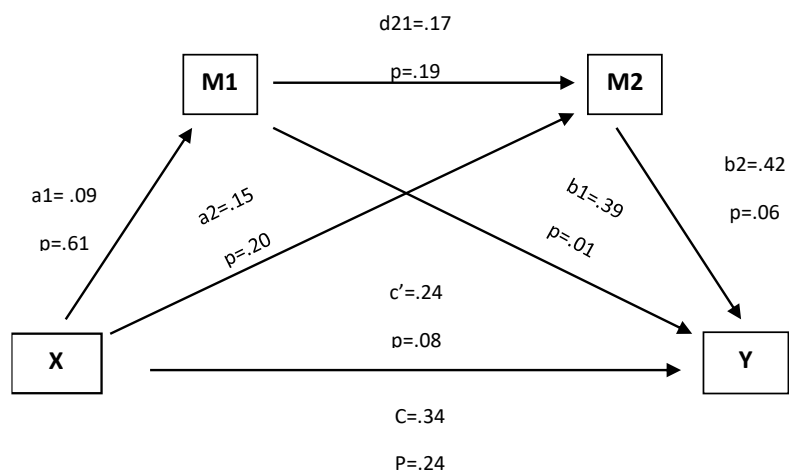 d21=.17
p=.19
M1
M2
a1= .09
p=.61
a2=.15
p=.20
b1=.39
p=.01
b2=.42
p=.06
c’=.24
p=.08
X
Y
C=.34
P=.24